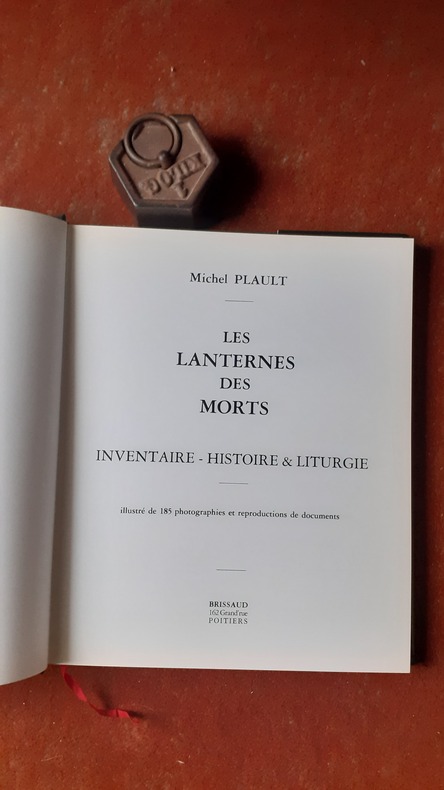 Michel PLAULT
LES
LANTERNES
DES
MORTS
INVENTAIRE - HISTOIRE & LITURGIE
illustré de 185 photographies et reproductions de documents
BRISSAUD
162 Grand'rue
POITIERS